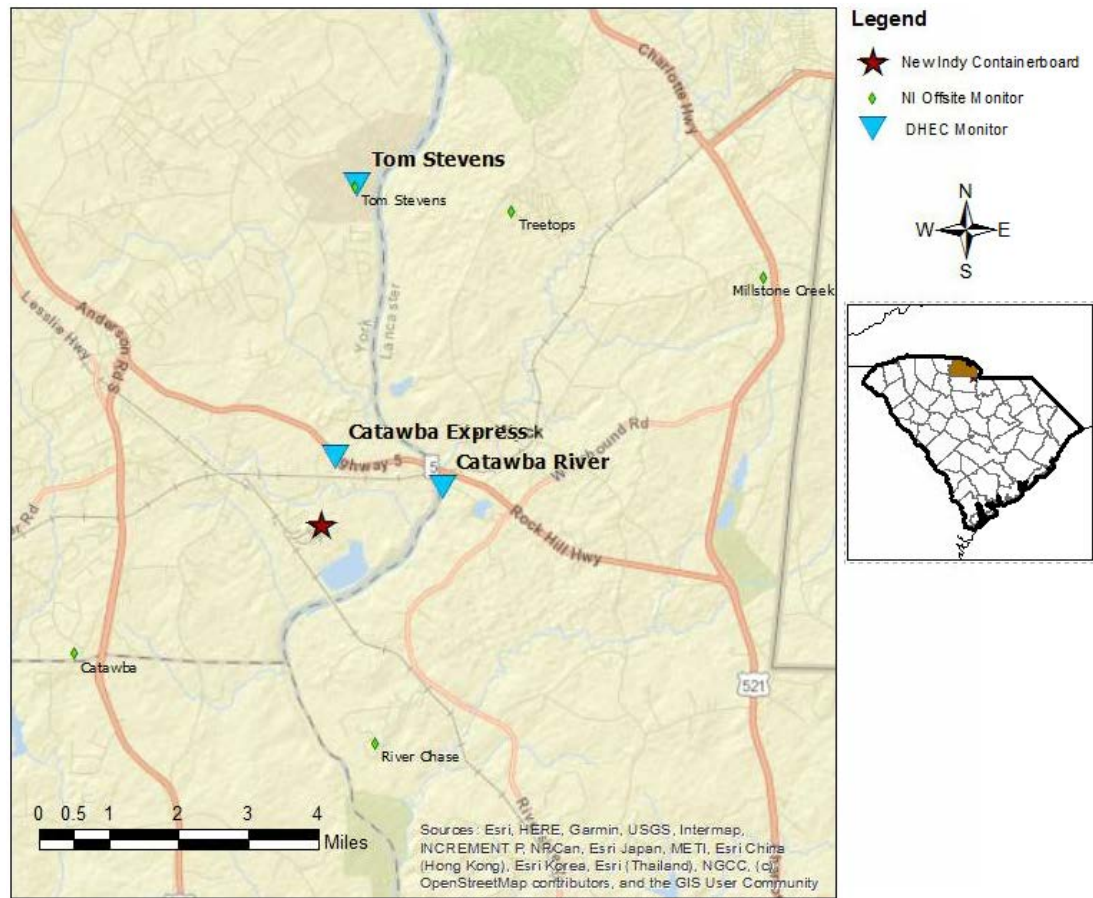 Legend
New Indy Containerboard
NI Offsite Monitor
DHEC Monitor
N
W E
S
Charlotte Hwy
Tom Stevens
Tom Stevens
Treetops
Millstone Creek
York
Lancaster
Lesslie Hwy
Anderson Rd S
Catawba Express
Highway 5
5
Catawba River
Rock Hill Hwy
521
Catawba
River Chase
0 0.5 1 2 3 4
Miles
Sources: Esri, HERE, Garmin, USGS, Intermap,
INCREMENT P, NRCan, Esri Japan, METI, Esri China
(Hong Kong), Esri Korea, Esri (Thailand), NGCC, (c)
OpenStreetMap contributors, and the GIS User Community